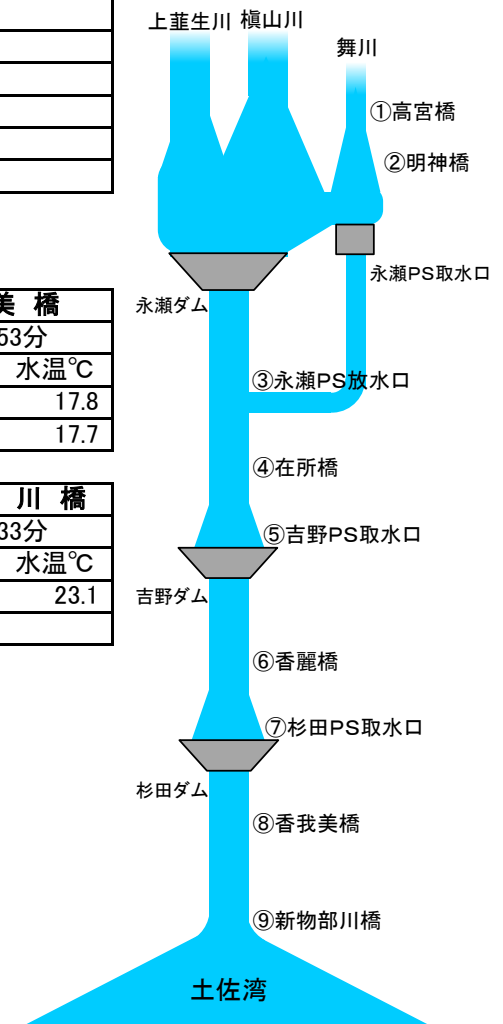 上韮生川 槇山川
舞川
①高宮橋
②明神橋
永瀬PS取水口
永瀬ダム
③永瀬PS放水口
④在所橋
⑤吉野PS取水口
吉野ダム
⑥香麗橋
⑦杉田PS取水口
杉田ダム
⑧香我美橋
⑨新物部川橋
土佐湾
美 橋
53分
水温℃
17.8
17.7
川 橋
33分
水温℃
23.1